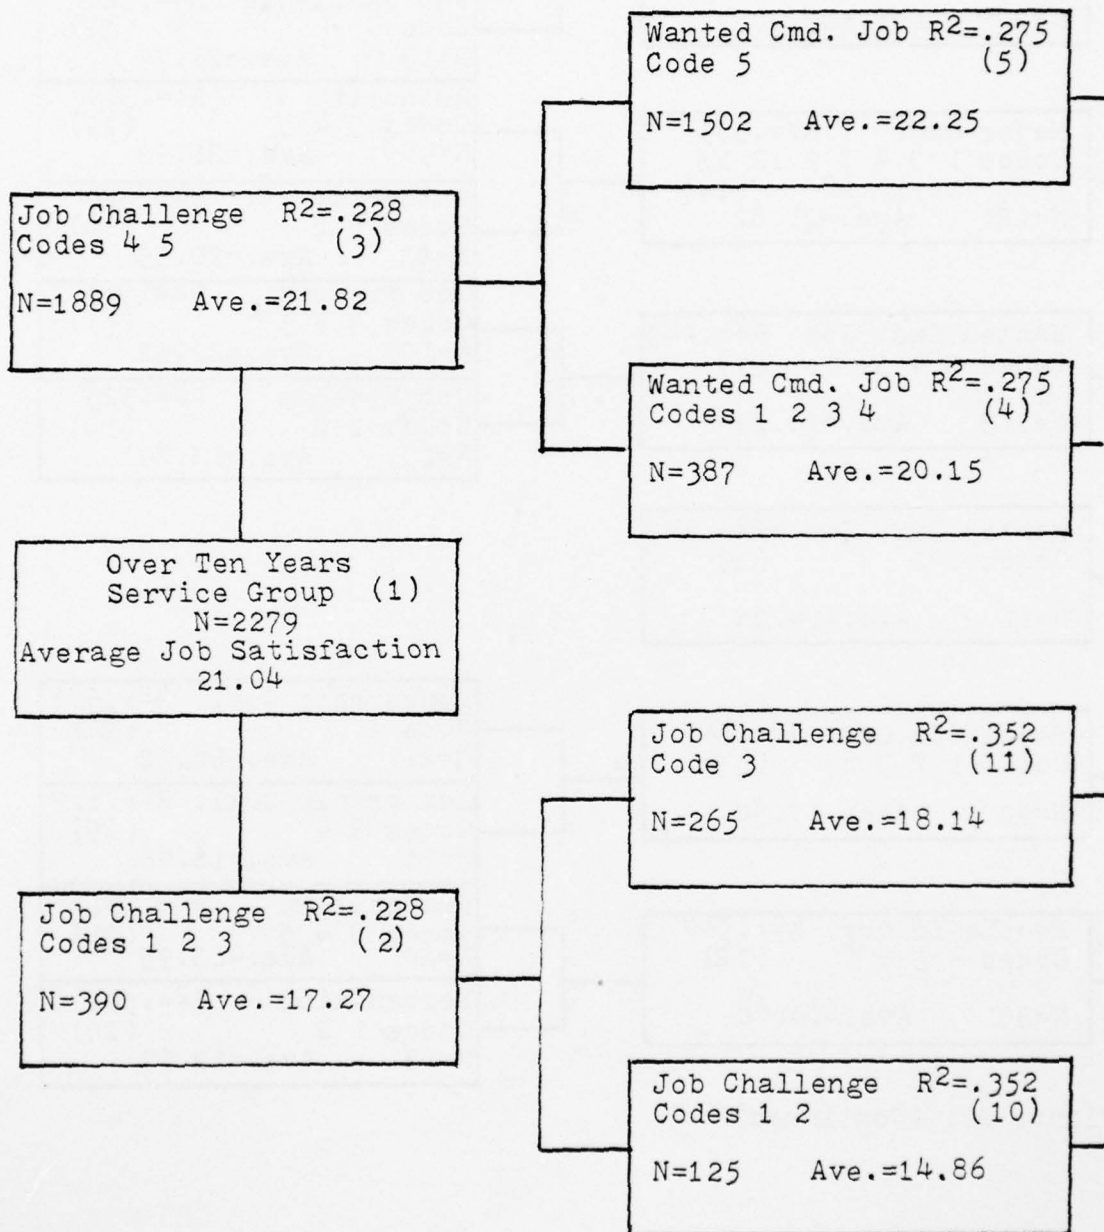 Wanted Cmd. Job R²=.275
Code 5 (5)
N=1502 Ave.=22.25
Job Challenge R²=.228
Codes 4 5 (3)
N=1889 Ave.=21.82
Wanted Cmd. Job R²=.275
Codes 1 2 3 4 (4)
N=387 Ave.=20.15
Over Ten Years
Service Group (1)
N=2279
Average Job Satisfaction
21.04
Job Challenge R²=.352
Code 3 (11)
N=265 Ave.=18.14
Job Challenge R²=.228
Codes 1 2 3 (2)
N=390 Ave.=17.27
Job Challenge R²=.352
Codes 1 2 (10)
N=125 Ave.=14.86